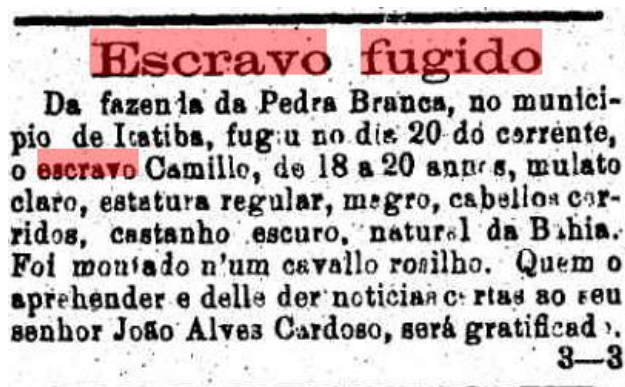 Escravo fugido
Da fazenda da Pedra Branca, no munici-
pio de Itatiba, fugiu no dia 20 do corrente,
o escravo Camillo, de 18 a 20 annos, mulato
claro, estatura regular, magro, cabellos cor-
ridos, castanho escuro, natural da Bahia.
Foi montado n'um cavallo rosilho. Quem o
aprehender e delle der noticias certas ao seu
senhor João Alves Cardoso, será gratificado.
3—3